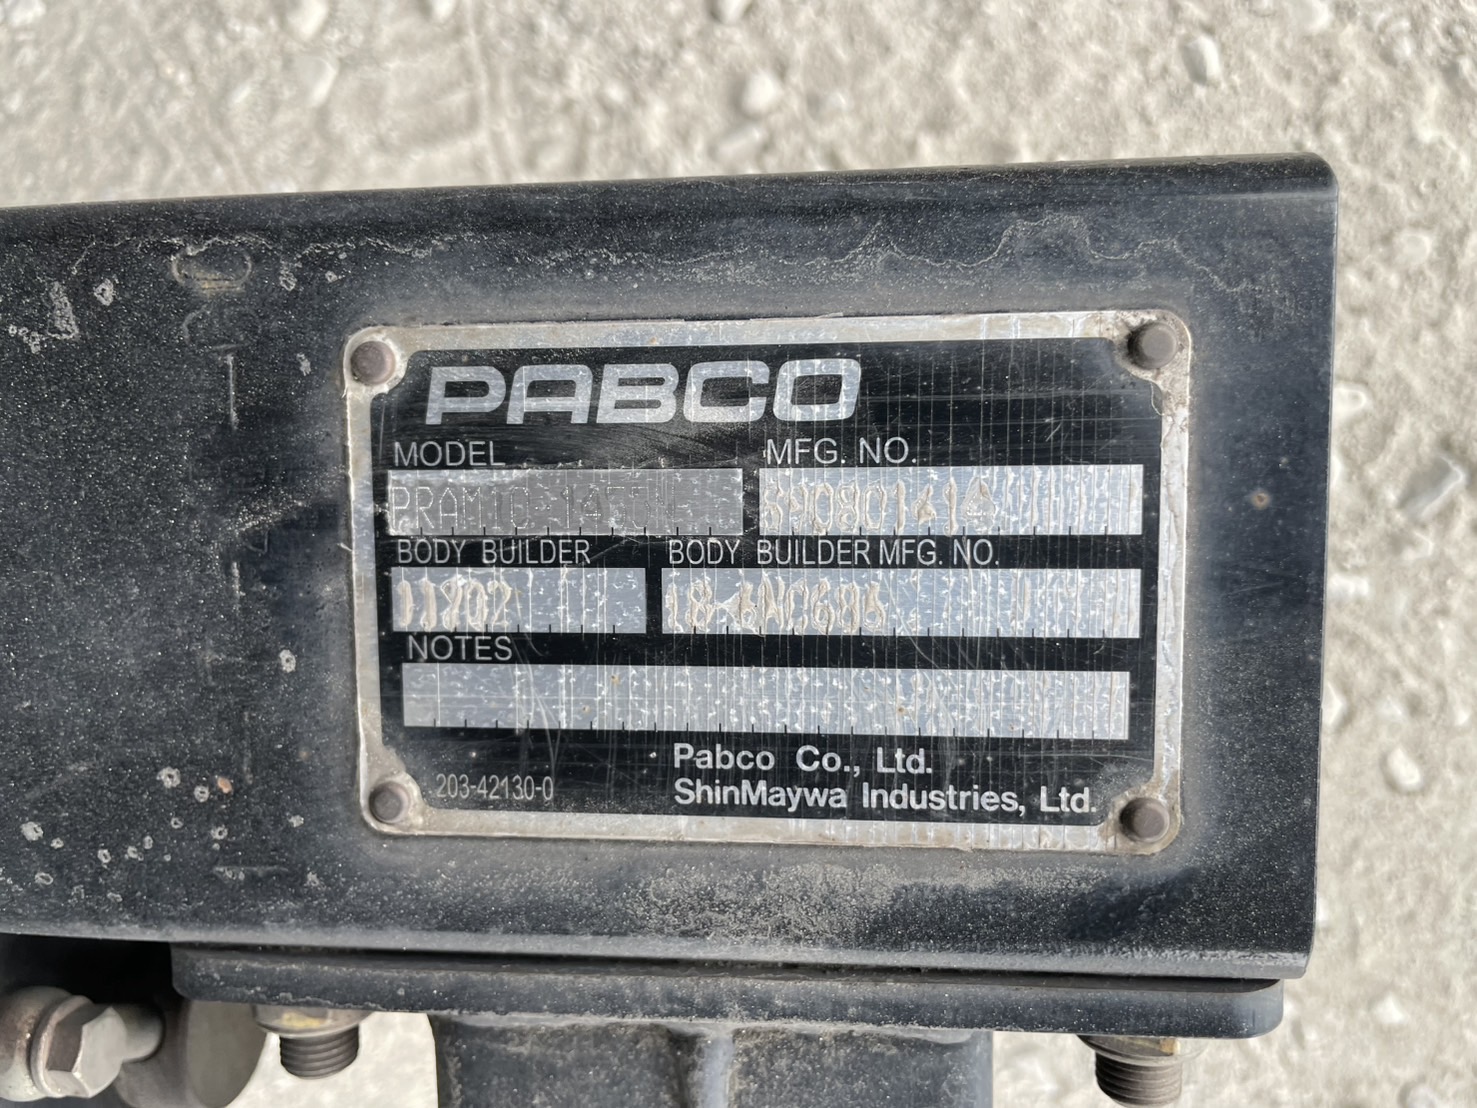 PABCO
MODEL MFG. NO.
BODY BUILDER BODY BUILDER MFG. NO.
11202
NOTES
Pabco Co., Ltd.
203-42130-0 ShinMaywa Industries, Ltd.